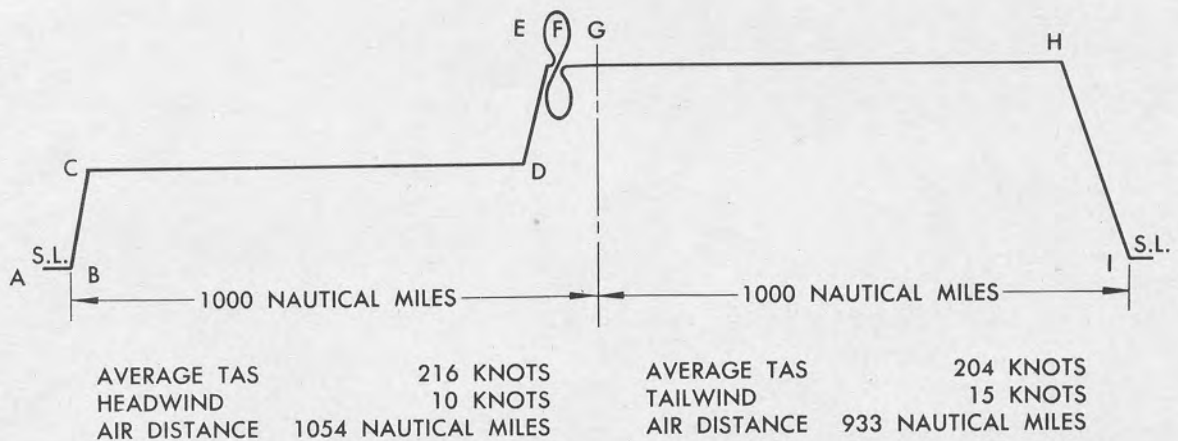 E F G
H
C
D
A S.L. B
I S.L.
1000 NAUTICAL MILES
1000 NAUTICAL MILES
AVERAGE TAS 216 KNOTS
HEADWIND 10 KNOTS
AIR DISTANCE 1054 NAUTICAL MILES
AVERAGE TAS 204 KNOTS
TAILWIND 15 KNOTS
AIR DISTANCE 933 NAUTICAL MILES